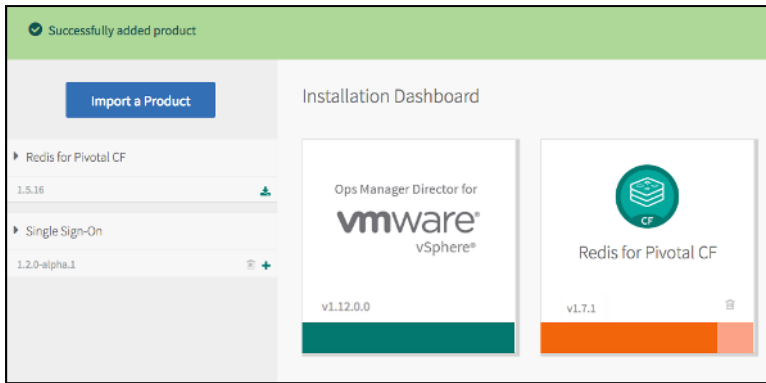 Successfully added product
Import a Product
Redis for Pivotal CF
1.5.16
Single Sign-On
1.2.0-alpha.1
Installation Dashboard
Ops Manager Director for
vmware®
vSphere®
v1.12.0.0
CF
Redis for Pivotal CF
v1.7.1